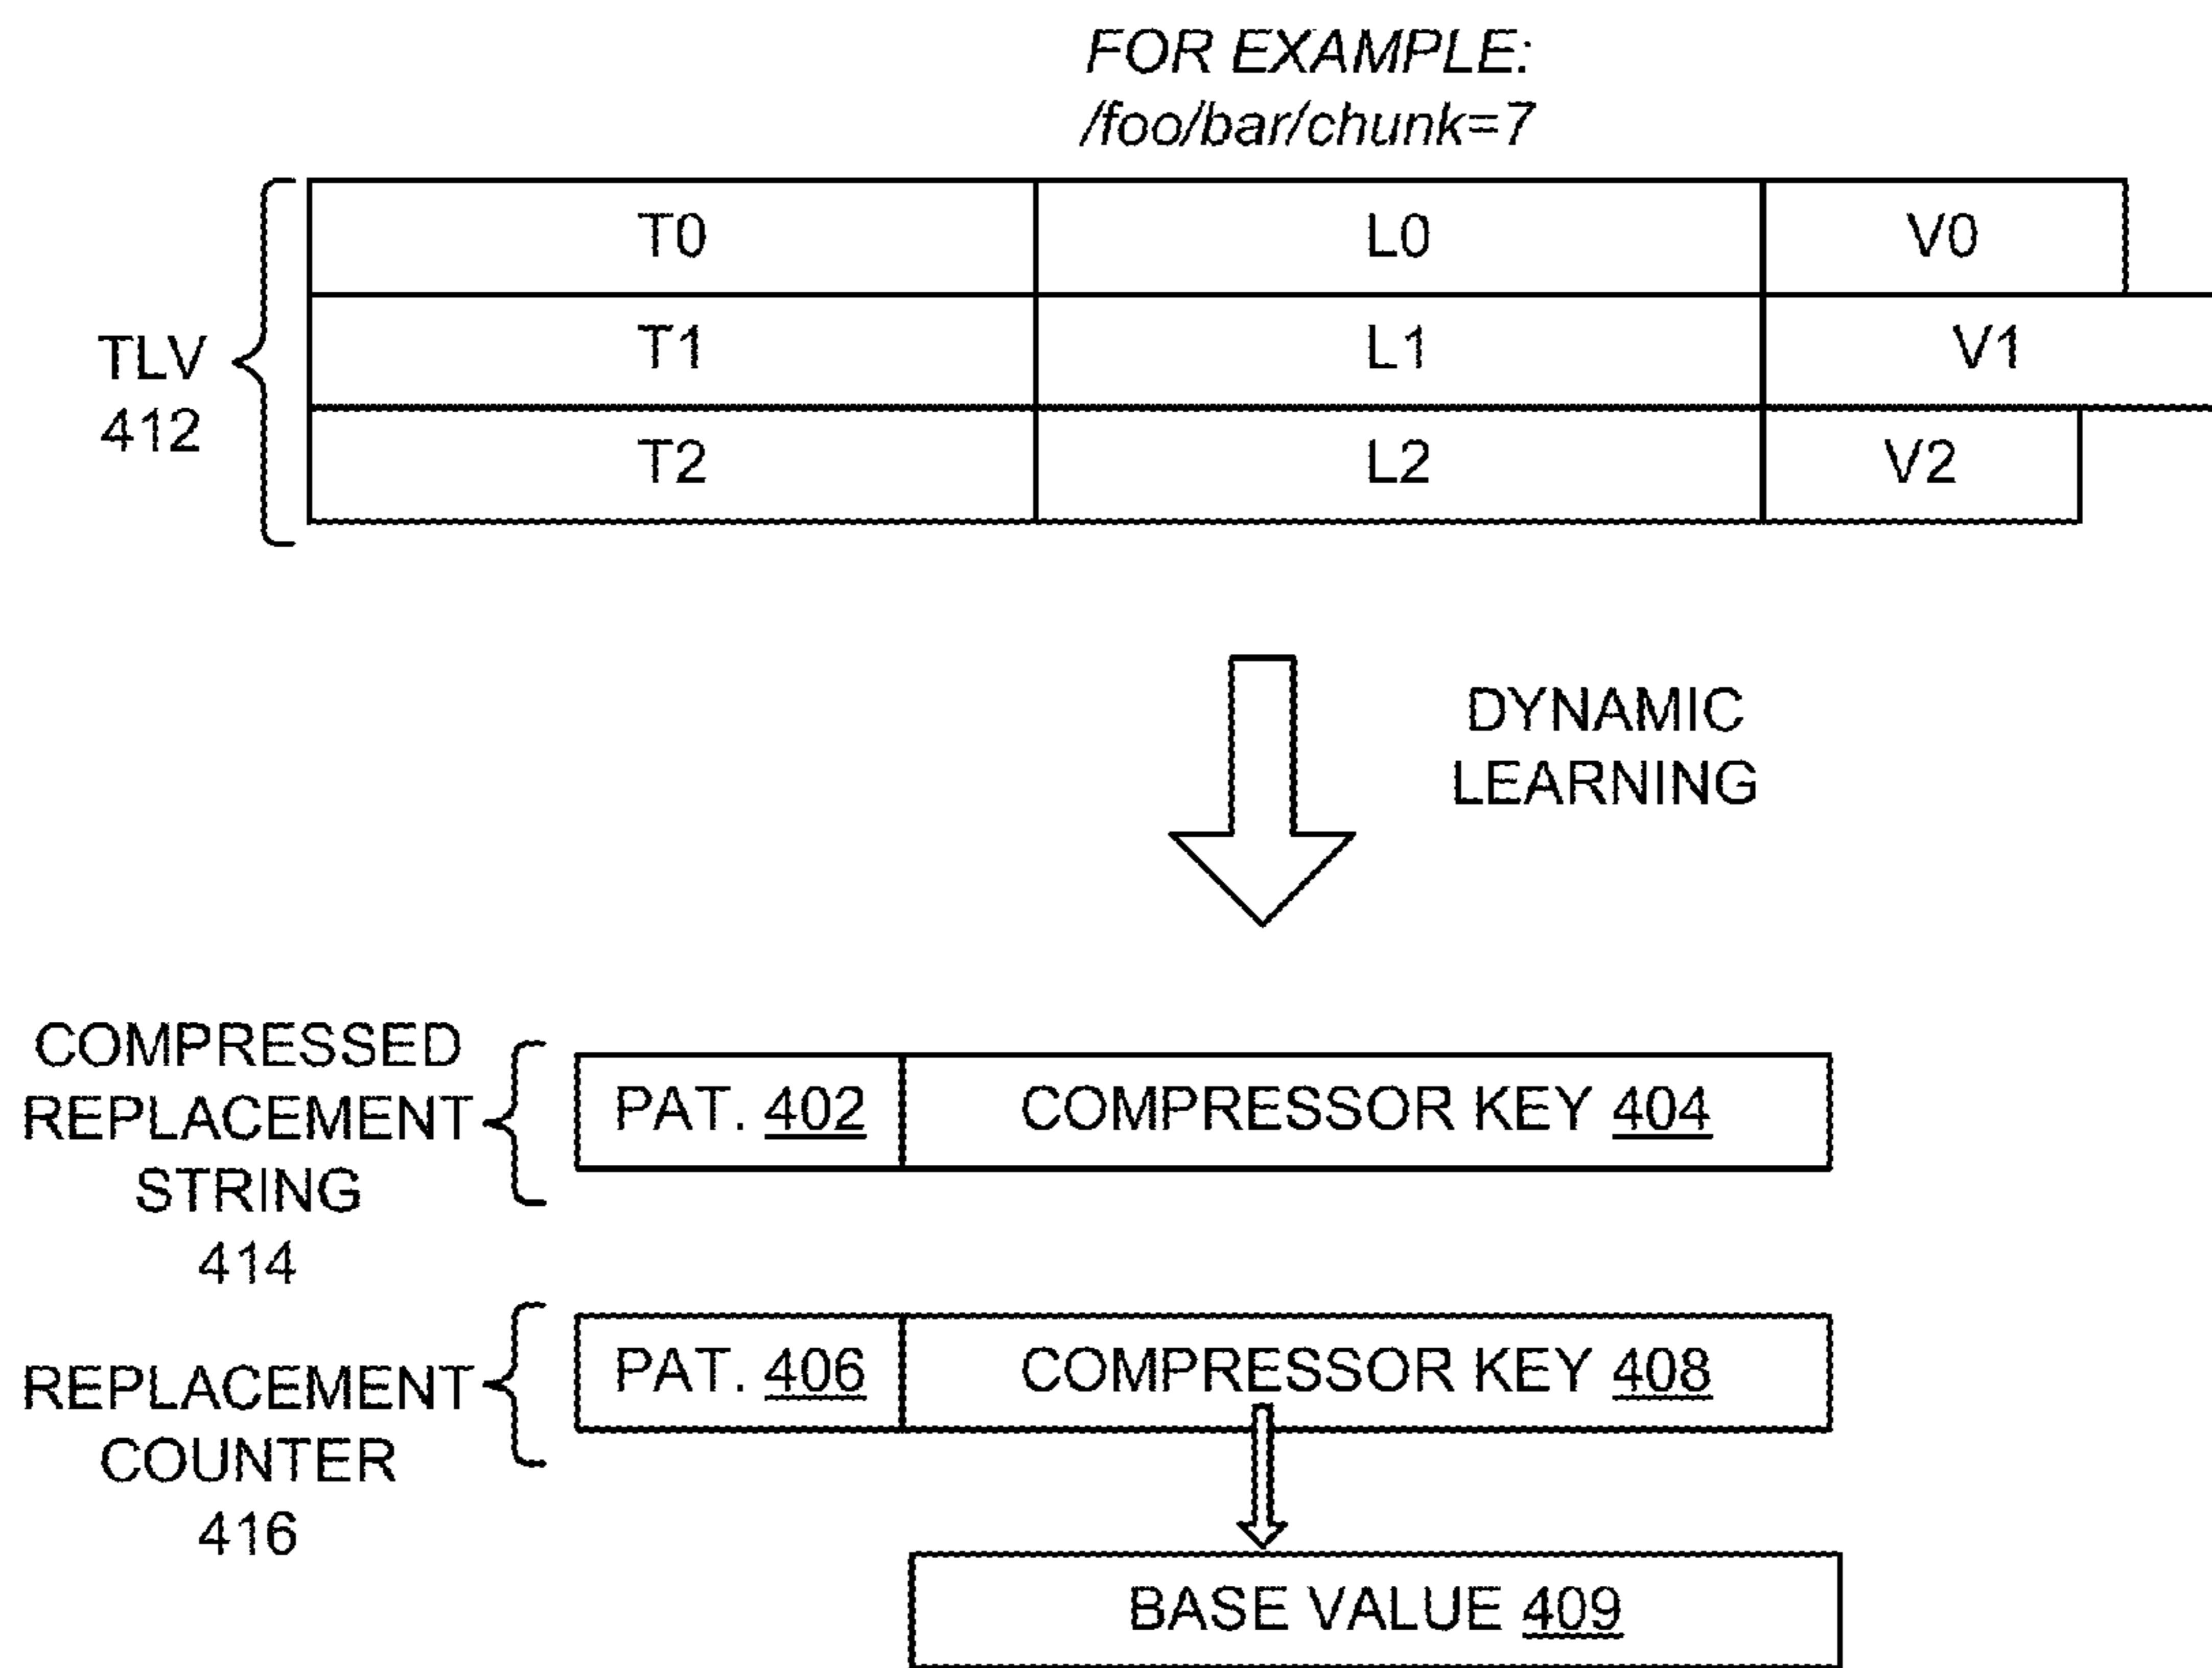 FOR EXAMPLE:
/foo/bar/chunk=7
T0 L0 V0
TLV
412
T1 L1 V1
T2 L2 V2
DYNAMIC
LEARNING
COMPRESSED
REPLACEMENT
STRING
414
PAT. 402 COMPRESSOR KEY 404
REPLACEMENT
COUNTER
416
PAT. 406 COMPRESSOR KEY 408
BASE VALUE 409